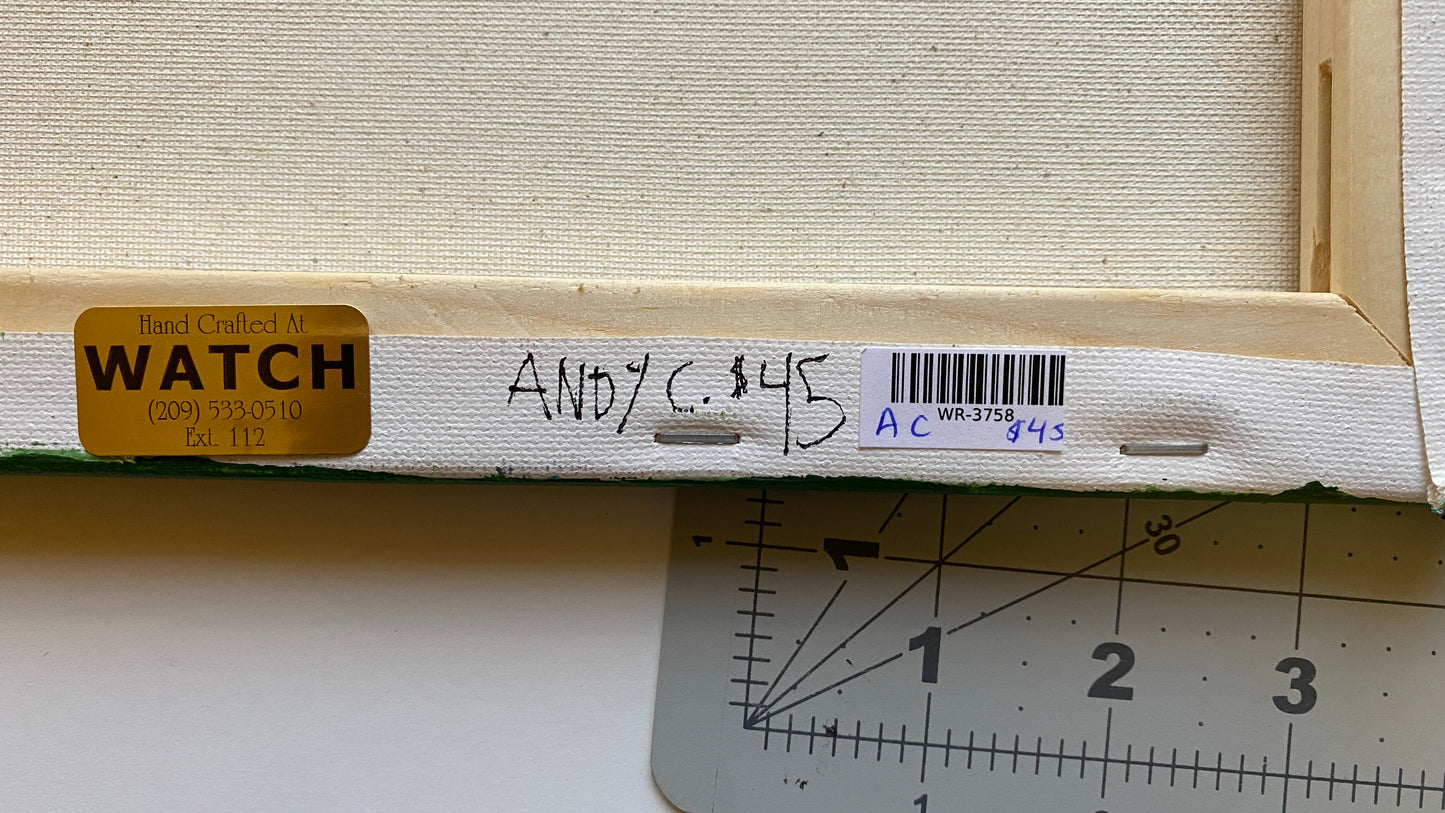 Hand Crafted At
WATCH
(209) 533-0510
Ext. 112
ANDY C. $45
WR-3758
A C $45
1
1
30
1
2
3
1